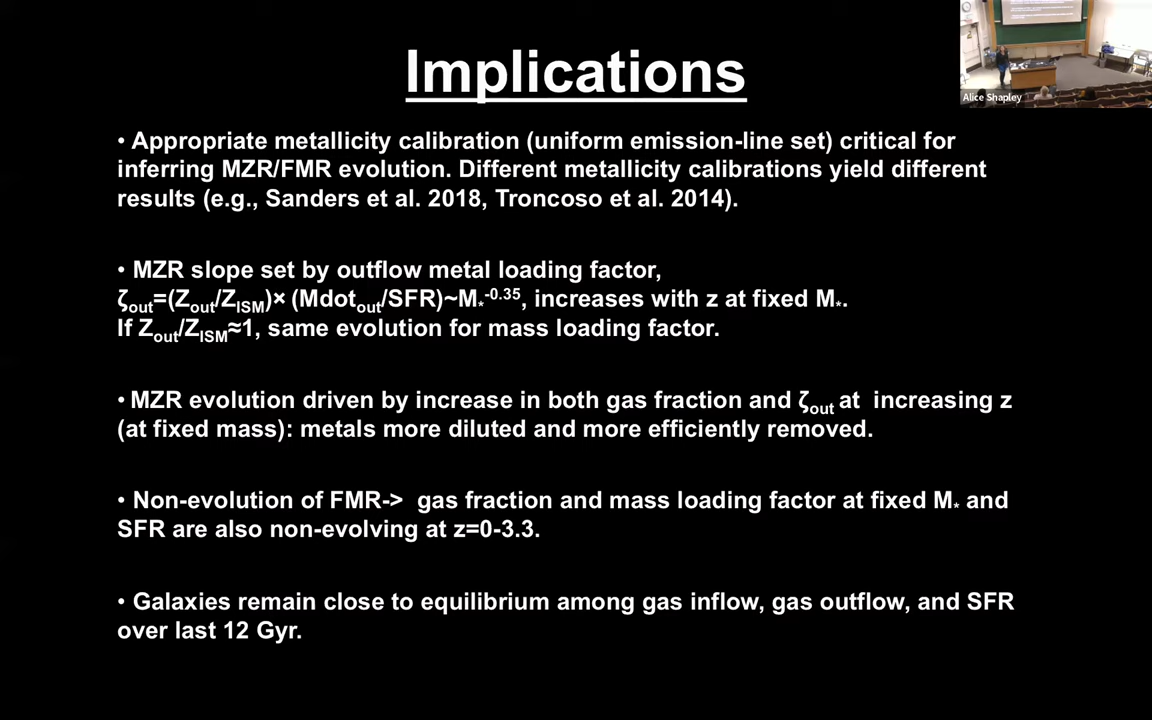 Implications
Alice Shapley
• Appropriate metallicity calibration (uniform emission-line set) critical for
inferring MZR/FMR evolution. Different metallicity calibrations yield different
results (e.g., Sanders et al. 2018, Troncoso et al. 2014).
• MZR slope set by outflow metal loading factor,
ζout=(Zout/ZISM)× (Mdotout/SFR)~M*-0.35, increases with z at fixed M*.
If Zout/ZISM≈1, same evolution for mass loading factor.
• MZR evolution driven by increase in both gas fraction and ζout at increasing z
(at fixed mass): metals more diluted and more efficiently removed.
• Non-evolution of FMR-> gas fraction and mass loading factor at fixed M* and
SFR are also non-evolving at z=0-3.3.
• Galaxies remain close to equilibrium among gas inflow, gas outflow, and SFR
over last 12 Gyr.